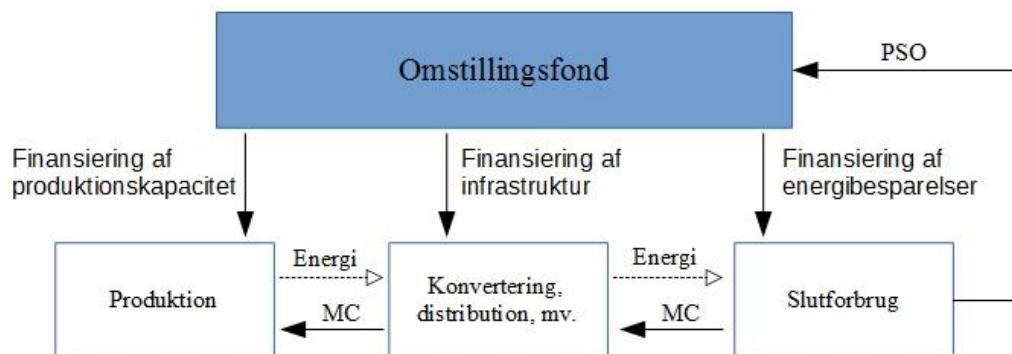 Omstillingsfond
PSO
Finansiering af
produktionskapacitet
Finansiering af
infrastruktur
Finansiering af
energibesparelser
Produktion
Energi
MC
Konvertering,
distribution, mv.
Energi
MC
Slutforbrug